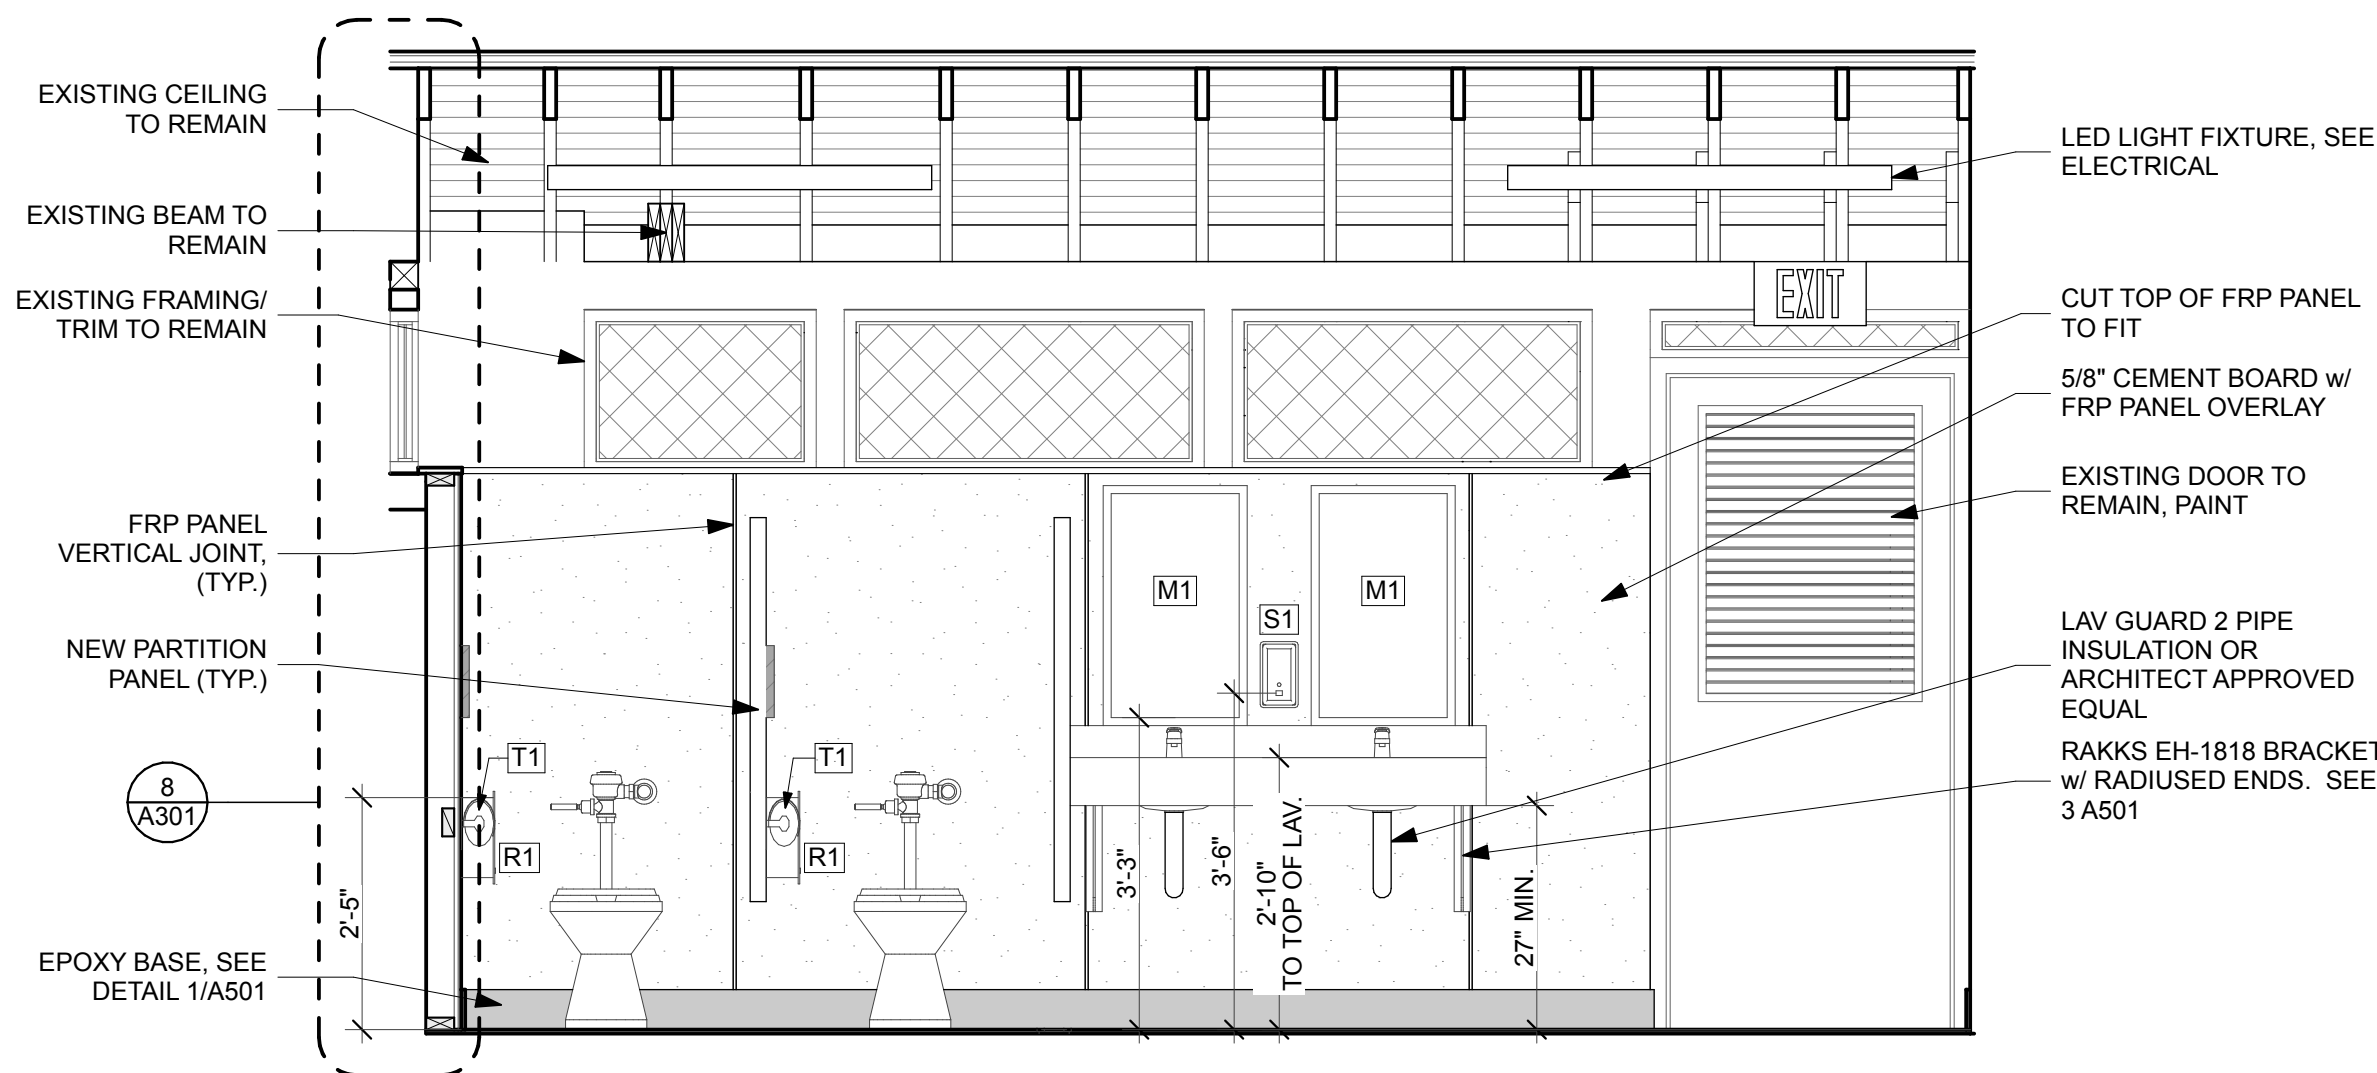 EXISTING CEILING
TO REMAIN
EXISTING BEAM TO
REMAIN
EXISTING FRAMING/
TRIM TO REMAIN
FRP PANEL
VERTICAL JOINT,
(TYP.)
NEW PARTITION
PANEL (TYP.)
8
A301
2'-5"
EPOXY BASE, SEE
DETAIL 1/A501
T1
R1
T1
R1
M1
S1
M1
EXIT
3'-3"
3'-6"
2'-10"
TO TOP OF LAV.
27" MIN.
LED LIGHT FIXTURE, SEE
ELECTRICAL
CUT TOP OF FRP PANEL
TO FIT
5/8" CEMENT BOARD w/
FRP PANEL OVERLAY
EXISTING DOOR TO
REMAIN, PAINT
LAV GUARD 2 PIPE
INSULATION OR
ARCHITECT APPROVED
EQUAL
RAKKS EH-1818 BRACKET
w/ RADIUSED ENDS.  SEE
3 A501